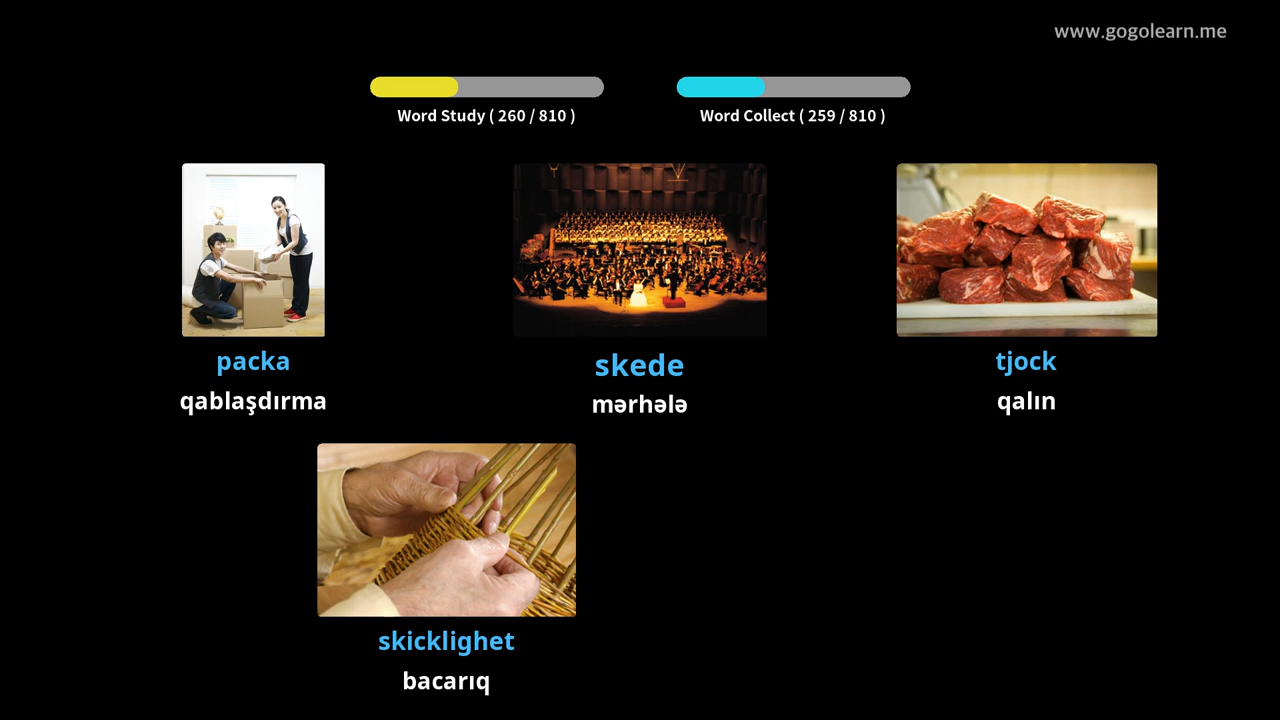 www.gogolearn.me
Word Study ( 260 / 810 )
Word Collect ( 259 / 810 )
packa
qablaşdırma
skede
mərhələ
tjock
qalın
skicklighet
bacarıq